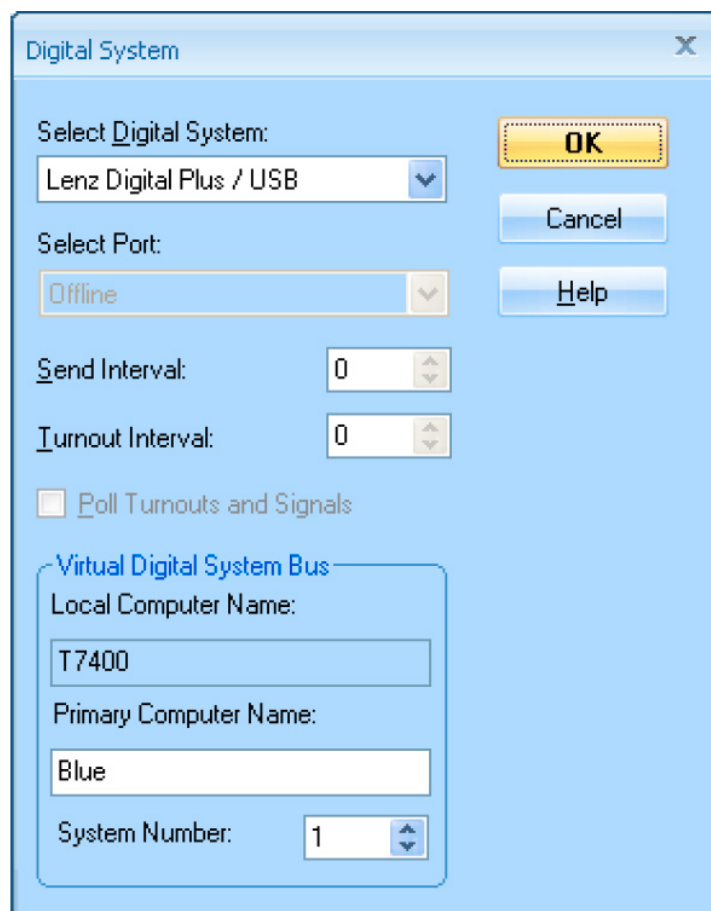 Digital System
Select Digital System:
OK
Lenz Digital Plus / USB
Cancel
Select Port:
Offline
Help
Send Interval:
0
Turnout Interval:
0
Poll Turnouts and Signals
Virtual Digital System Bus
Local Computer Name:
T7400
Primary Computer Name:
Blue
System Number:
1